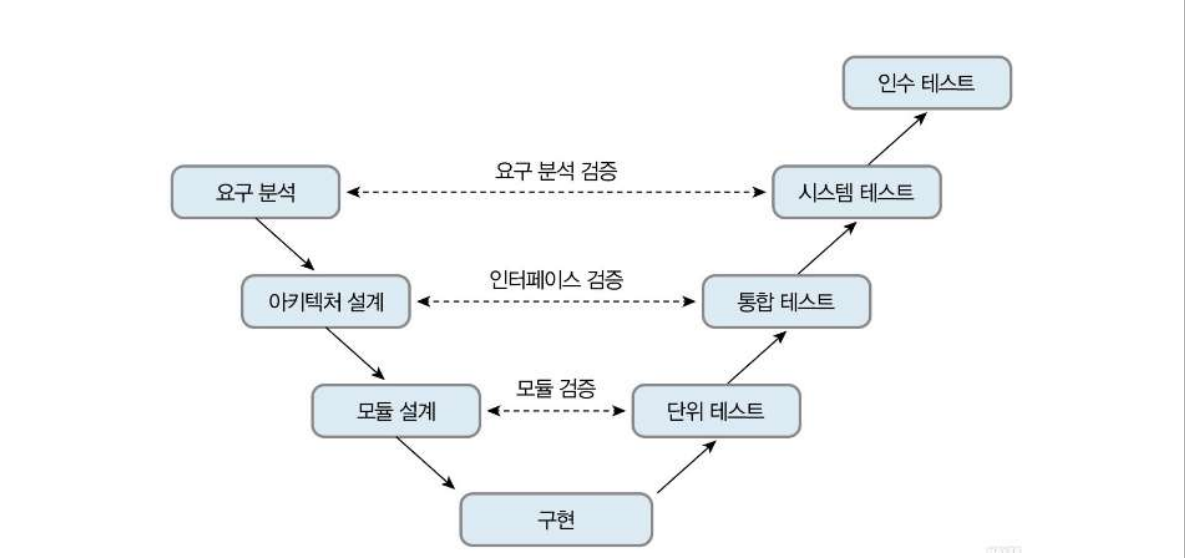 인수 테스트
요구 분석 검증
요구 분석
시스템 테스트
인터페이스 검증
아키텍처 설계
통합 테스트
모듈 검증
모듈 설계
단위 테스트
구현